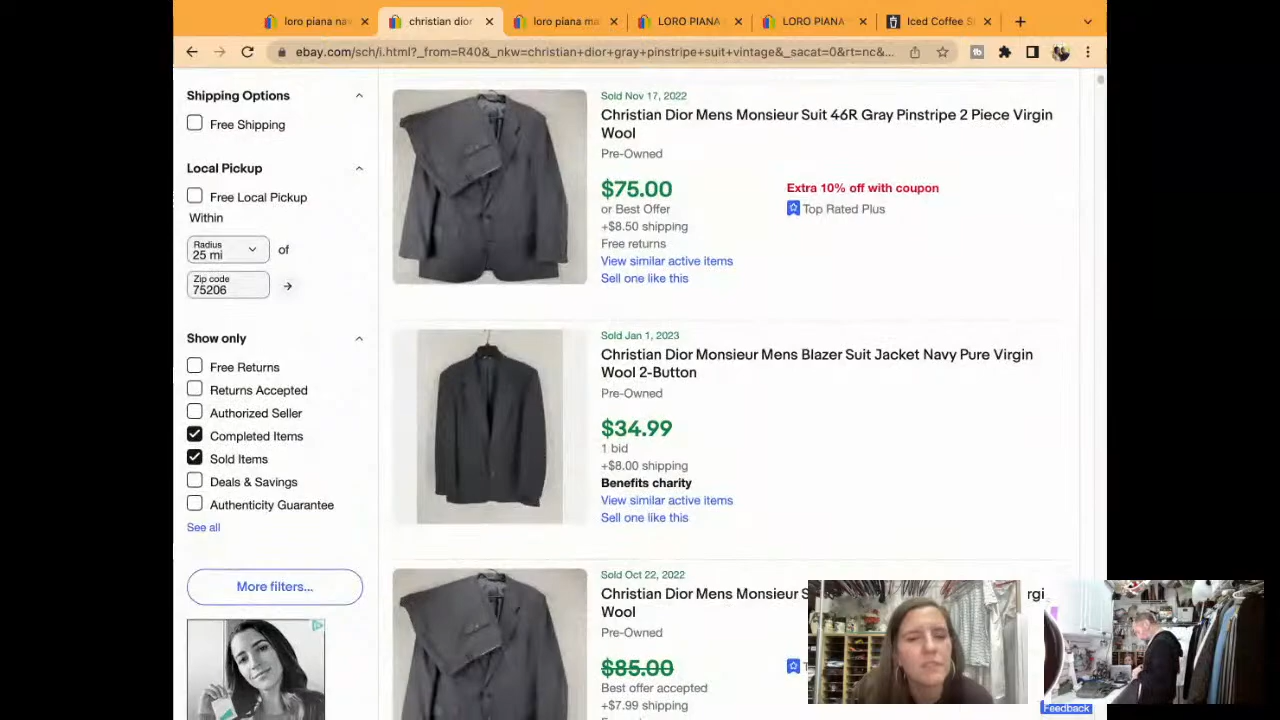 loro piana na
christian dior
loro piana ma
LORO PIANA
LORO PIANA
Iced Coffee S
ebay.com/sch/i.html?_from=R40&_nkw=christian+dior+gray+pinstripe+suit+vintage&_sacat=0&rt=nc&...
Shipping Options
Free Shipping
Local Pickup
Free Local Pickup
Within
Radius
25 mi
of
Zip code
75206
Show only
Free Returns
Returns Accepted
Authorized Seller
Completed Items
Sold Items
Deals & Savings
Authenticity Guarantee
See all
More filters...
Sold Nov 17, 2022
Christian Dior Mens Monsieur Suit 46R Gray Pinstripe 2 Piece Virgin
Wool
Pre-Owned
$75.00
or Best Offer
+$8.50 shipping
Free returns
View similar active items
Sell one like this
Extra 10% off with coupon
Top Rated Plus
Sold Jan 1, 2023
Christian Dior Monsieur Mens Blazer Suit Jacket Navy Pure Virgin
Wool 2-Button
Pre-Owned
$34.99
1 bid
+$8.00 shipping
Benefits charity
View similar active items
Sell one like this
Sold Oct 22, 2022
Christian Dior Mens Monsieur S
Wool
Pre-Owned
$85.00
Best offer accepted
+$7.99 shipping
Feedback